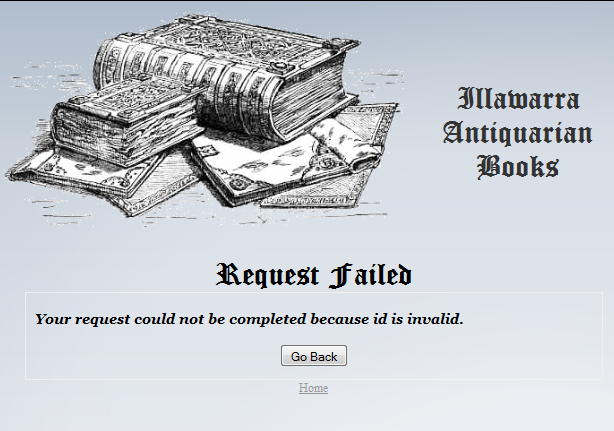 Illawarra
Antiquarian
Books
Request Failed
Your request could not be completed because id is invalid.
Go Back
Home